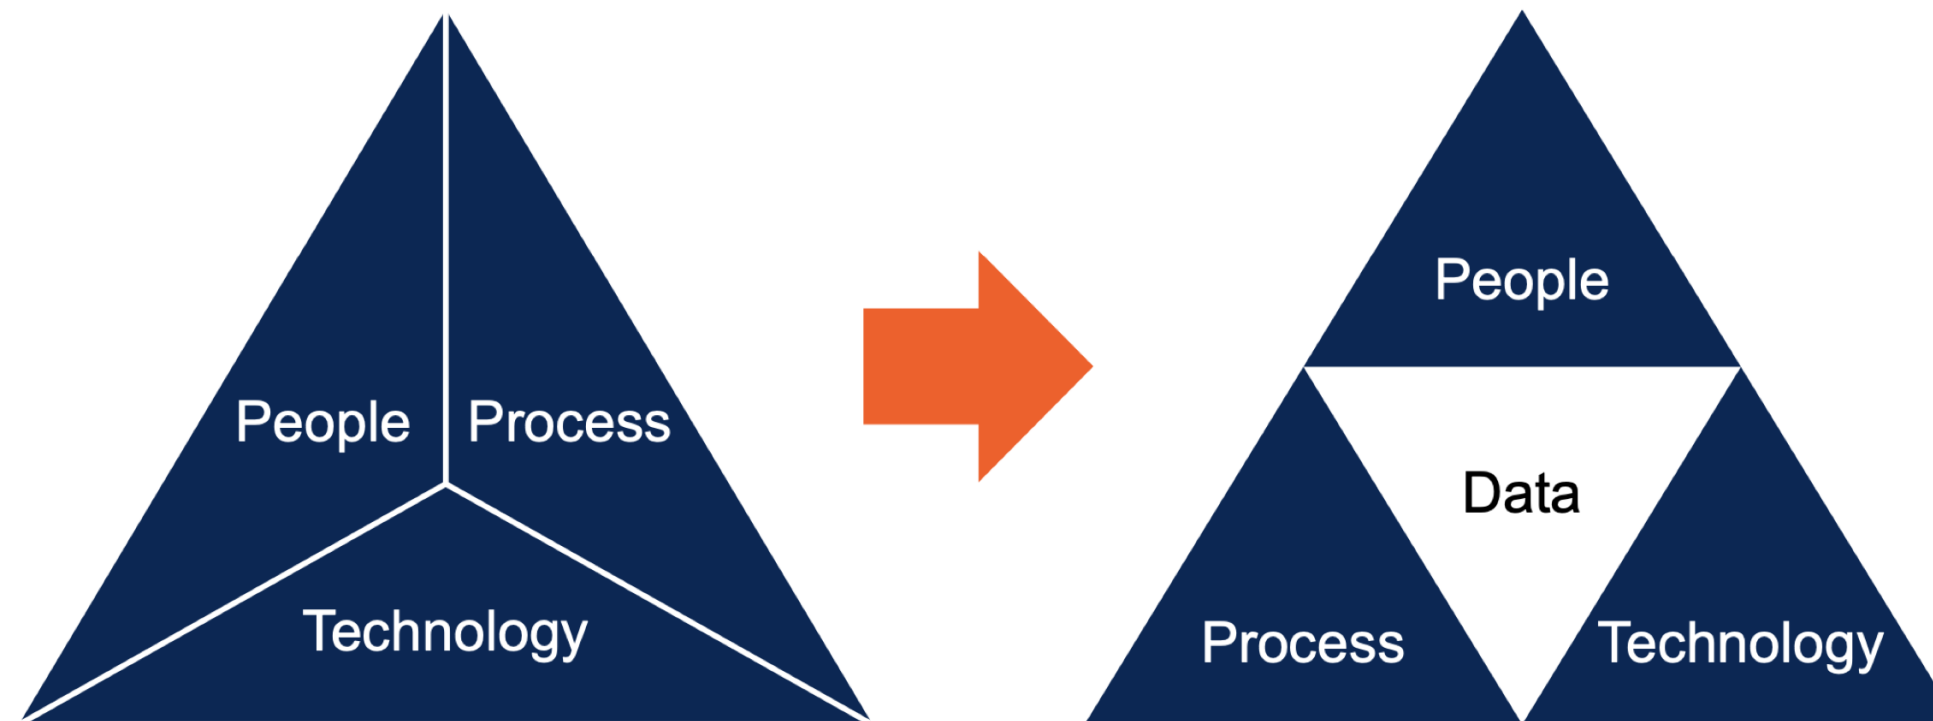 People Process
Technology
People
Data
Process Technology